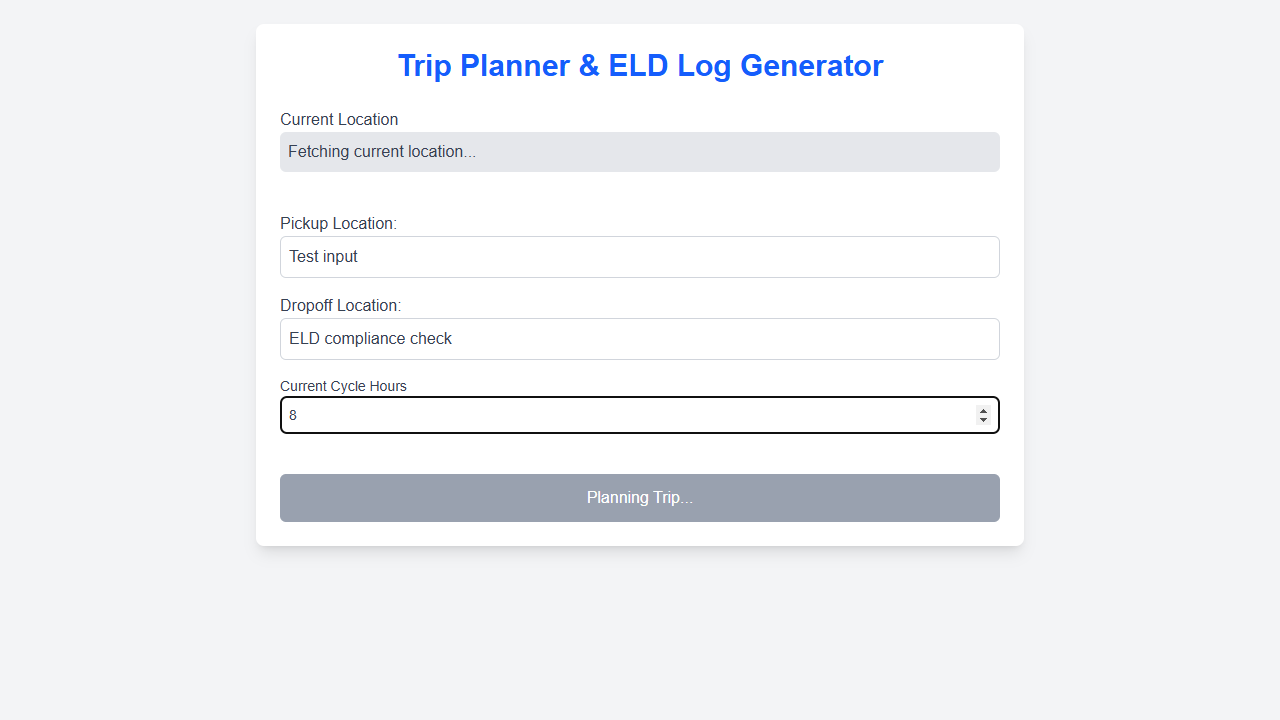 Trip Planner & ELD Log Generator
Current Location
Fetching current location...
Pickup Location:
Test input
Dropoff Location:
ELD compliance check
Current Cycle Hours
8
Planning Trip...